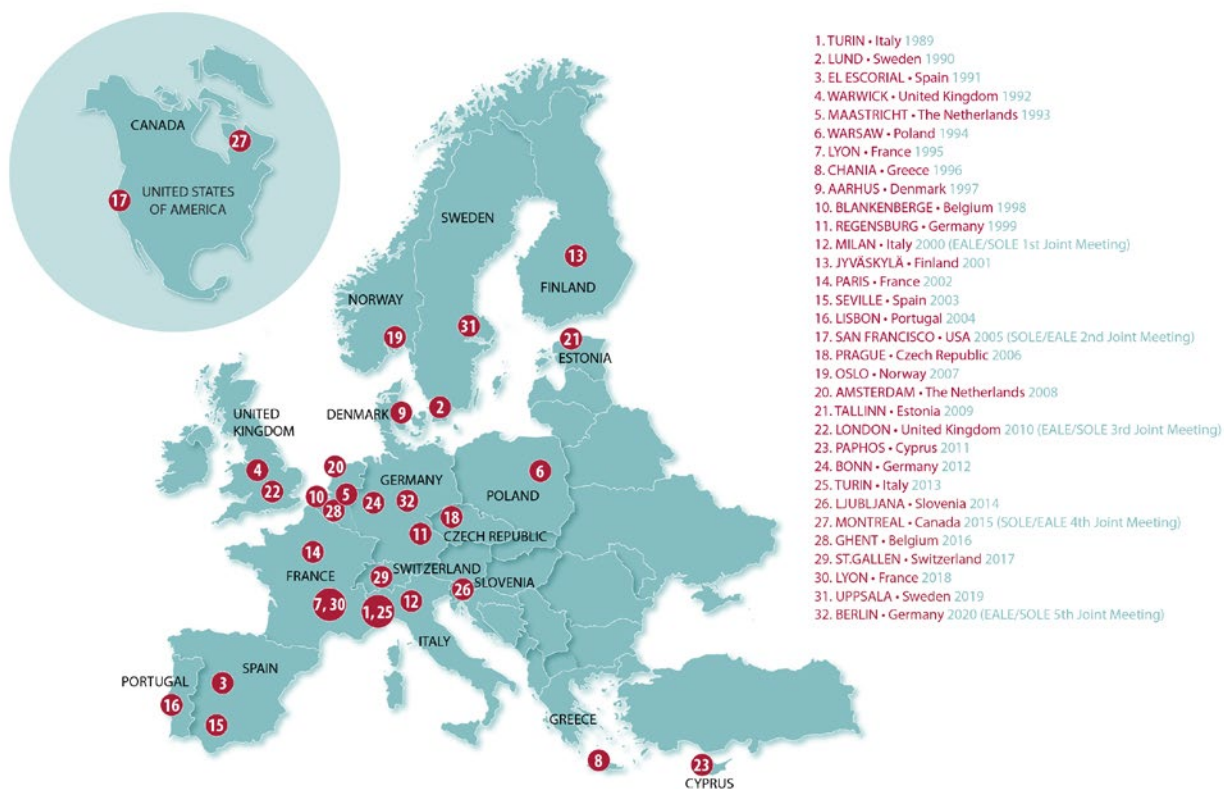 CANADA
27
17
UNITED STATES
OF AMERICA
SWEDEN
13
FINLAND
NORWAY
31
19
21
ESTONIA
UNITED
KINGDOM
DENMARK
9
2
4
20
GERMANY
6
POLAND
22
10
5
24
32
28
18
11
CZECH REPUBLIC
14
FRANCE
SWITZERLAND
29
SLOVENIA
26
7, 30
1, 25
12
ITALY
SPAIN
PORTUGAL
3
16
15
GREECE
8
23
CYPRUS
1. TURIN • Italy 1989
2. LUND • Sweden 1990
3. EL ESCORIAL • Spain 1991
4. WARWICK • United Kingdom 1992
5. MAASTRICHT • The Netherlands 1993
6. WARSAW • Poland 1994
7. LYON • France 1995
8. CHANIA • Greece 1996
9. AARHUS • Denmark 1997
10. BLANKENBERGE • Belgium 1998
11. REGENSBURG • Germany 1999
12. MILAN • Italy 2000 (EALE/SOLE 1st Joint Meeting)
13. JYVÄSKYLÄ • Finland 2001
14. PARIS • France 2002
15. SEVILLE • Spain 2003
16. LISBON • Portugal 2004
17. SAN FRANCISCO • USA 2005 (SOLE/EALE 2nd Joint Meeting)
18. PRAGUE • Czech Republic 2006
19. OSLO • Norway 2007
20. AMSTERDAM • The Netherlands 2008
21. TALLINN • Estonia 2009
22. LONDON • United Kingdom 2010 (EALE/SOLE 3rd Joint Meeting)
23. PAPHOS • Cyprus 2011
24. BONN • Germany 2012
25. TURIN • Italy 2013
26. LJUBLJANA • Slovenia 2014
27. MONTREAL • Canada 2015 (SOLE/EALE 4th Joint Meeting)
28. GHENT • Belgium 2016
29. ST.GALLEN • Switzerland 2017
30. LYON • France 2018
31. UPPSALA • Sweden 2019
32. BERLIN • Germany 2020 (EALE/SOLE 5th Joint Meeting)